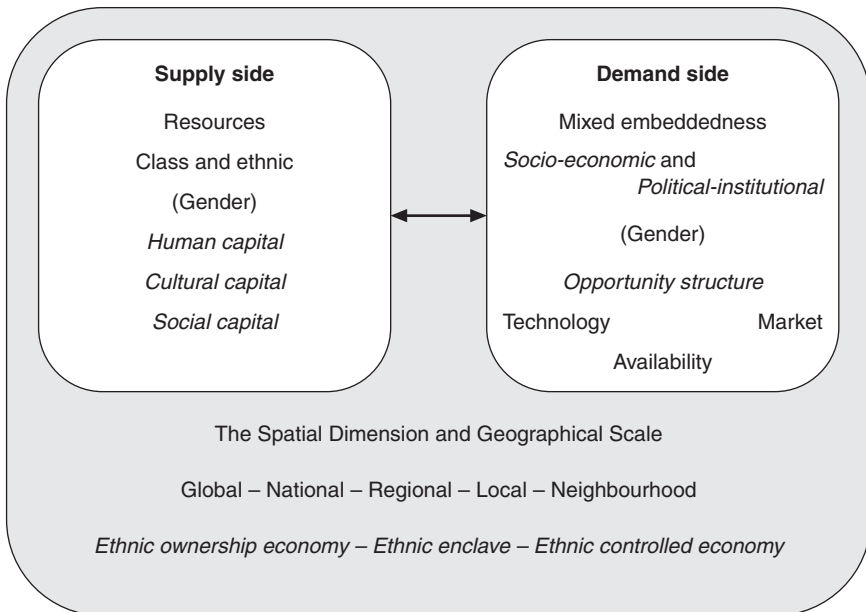 Supply side
Resources
Class and ethnic
(Gender)
Human capital
Cultural capital
Social capital
Demand side
Mixed embeddedness
Socio-economic and
Political-institutional
(Gender)
Opportunity structure
Technology Market
Availability
The Spatial Dimension and Geographical Scale
Global – National – Regional – Local – Neighbourhood
Ethnic ownership economy – Ethnic enclave – Ethnic controlled economy